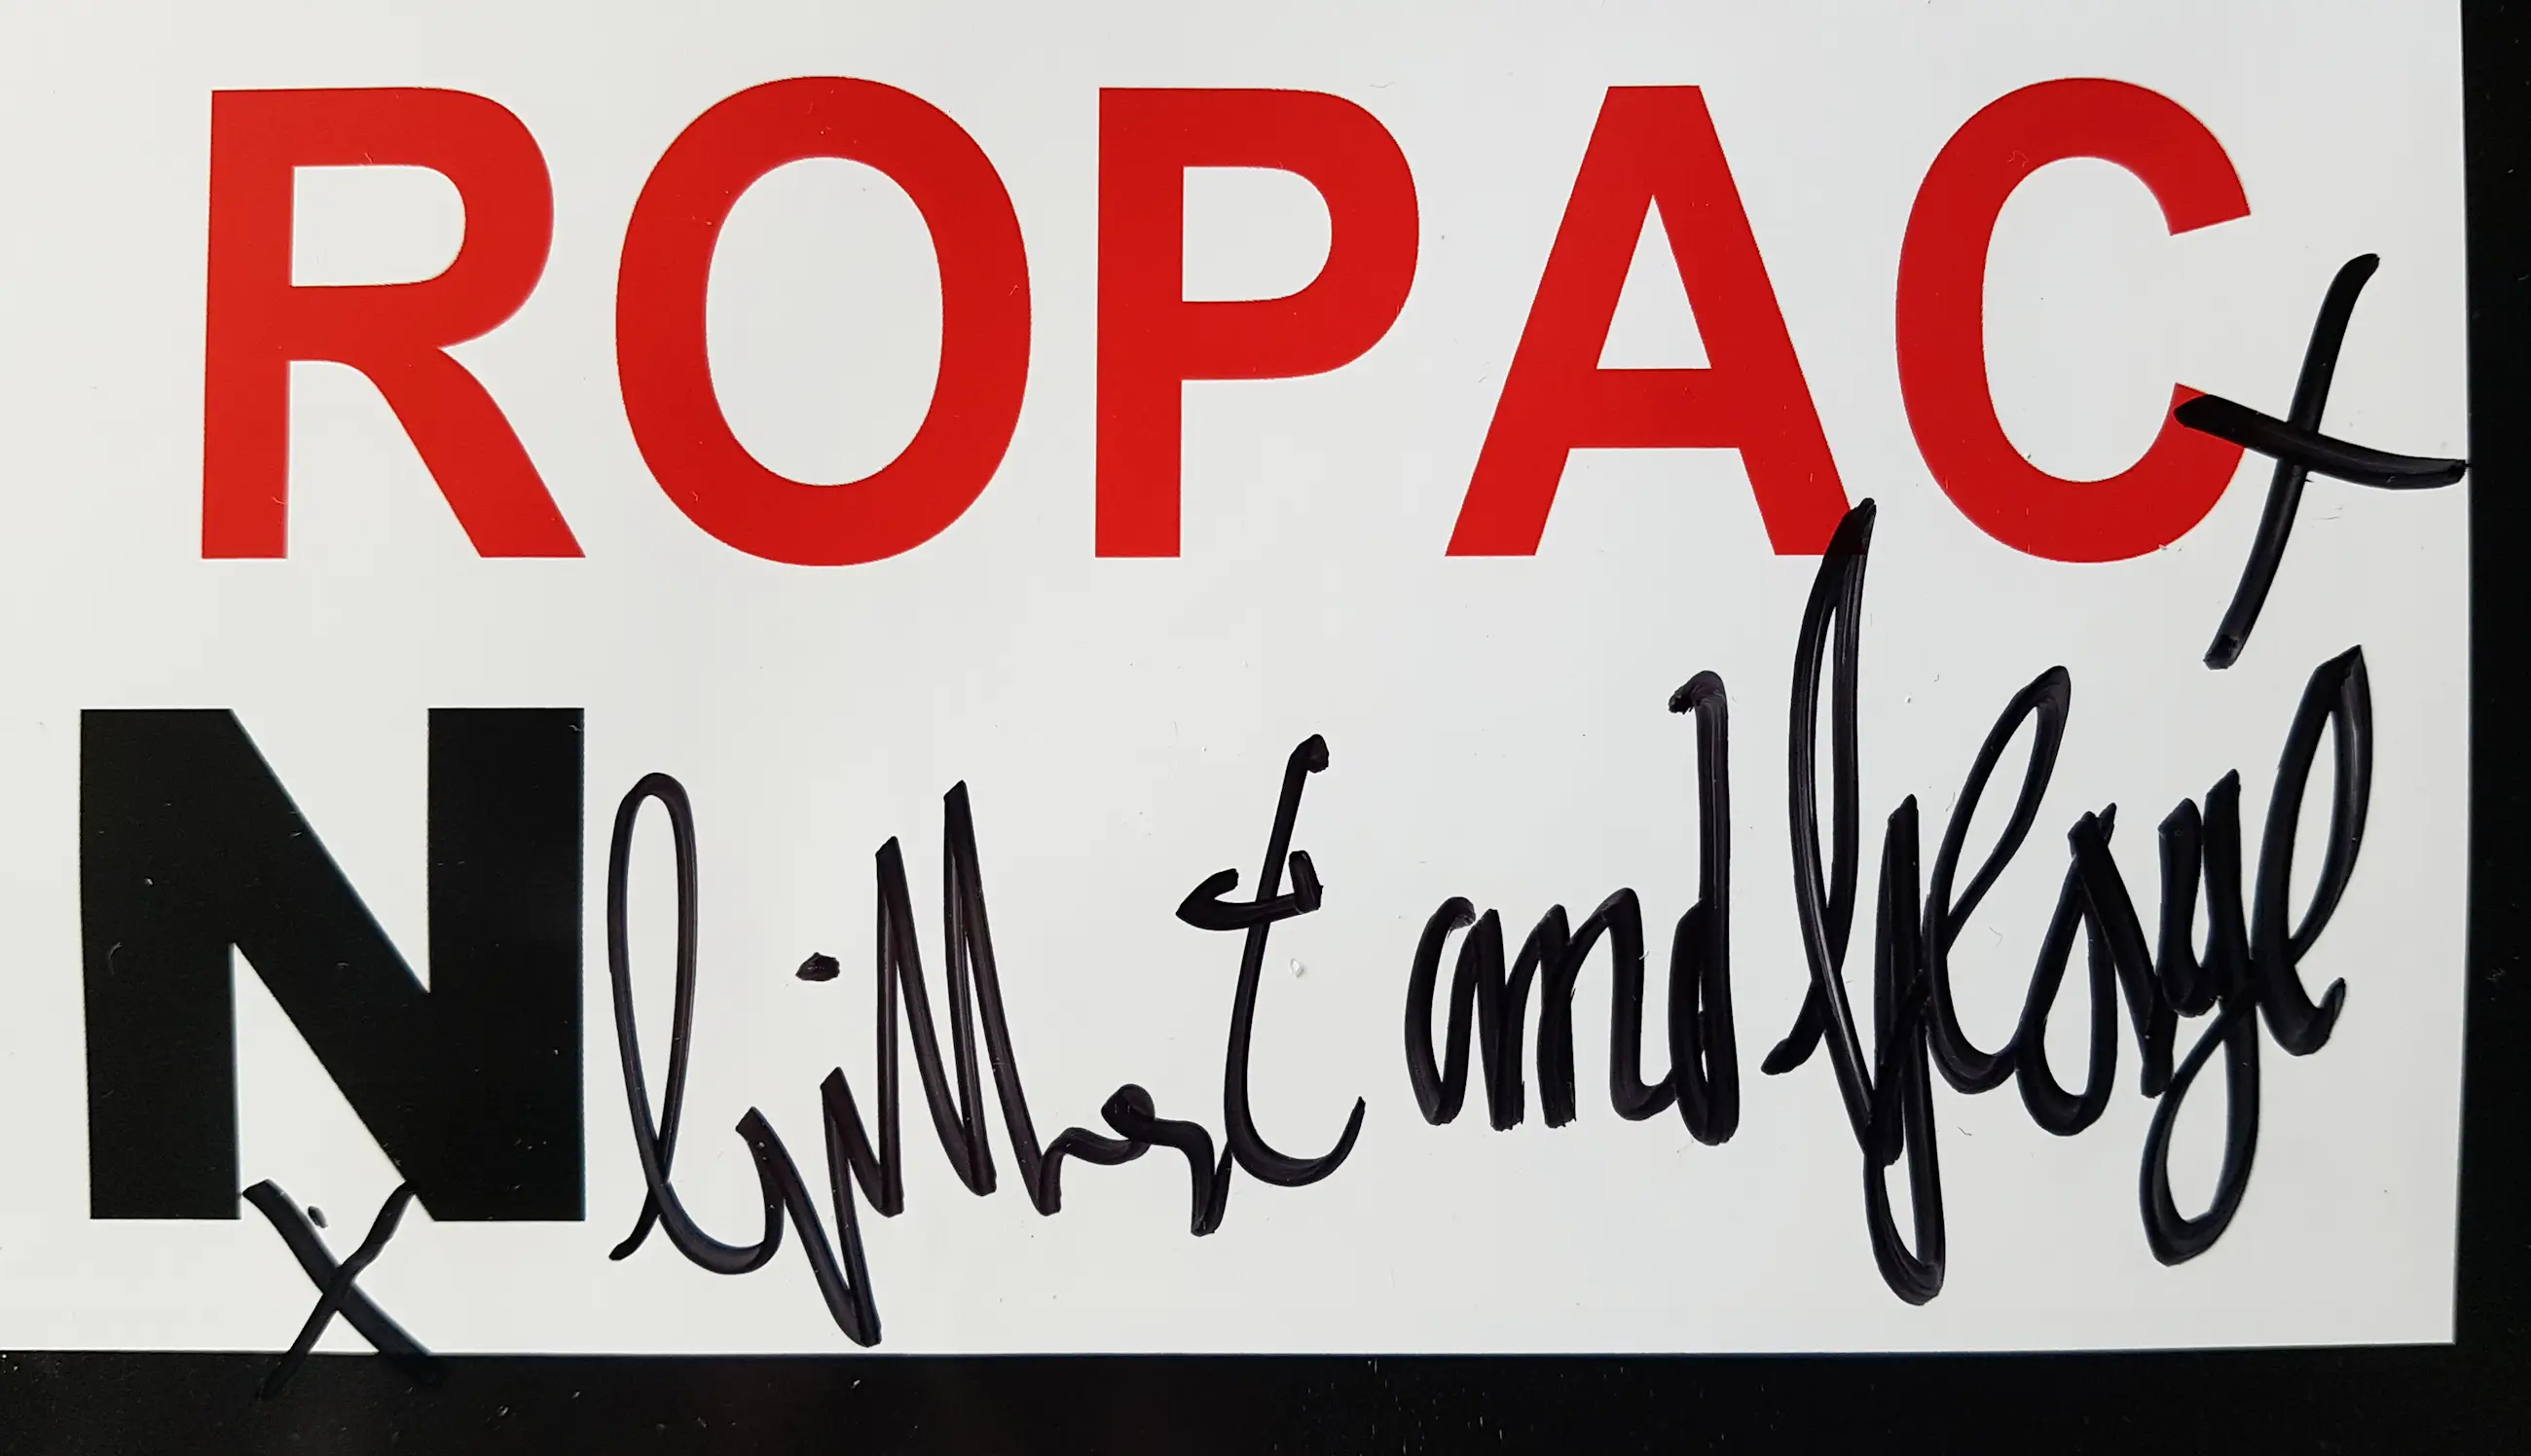 ROPAC
N Gilbert and George
x x